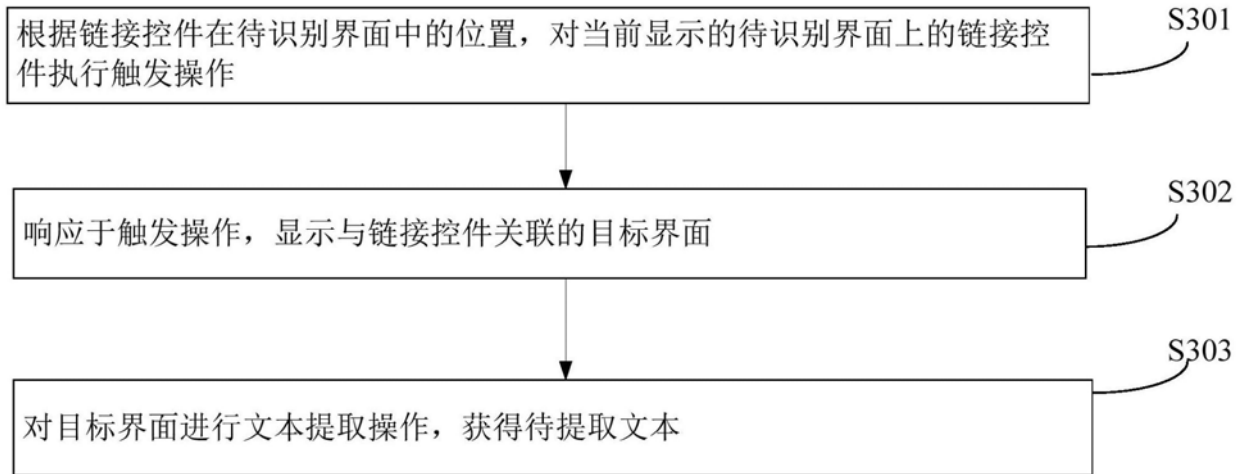 根据链接控件在待识别界面中的位置，对当前显示的待识别界面上的链接控
件执行触发操作
S301
响应于触发操作，显示与链接控件关联的目标界面
S302
对目标界面进行文本提取操作，获得待提取文本
S303